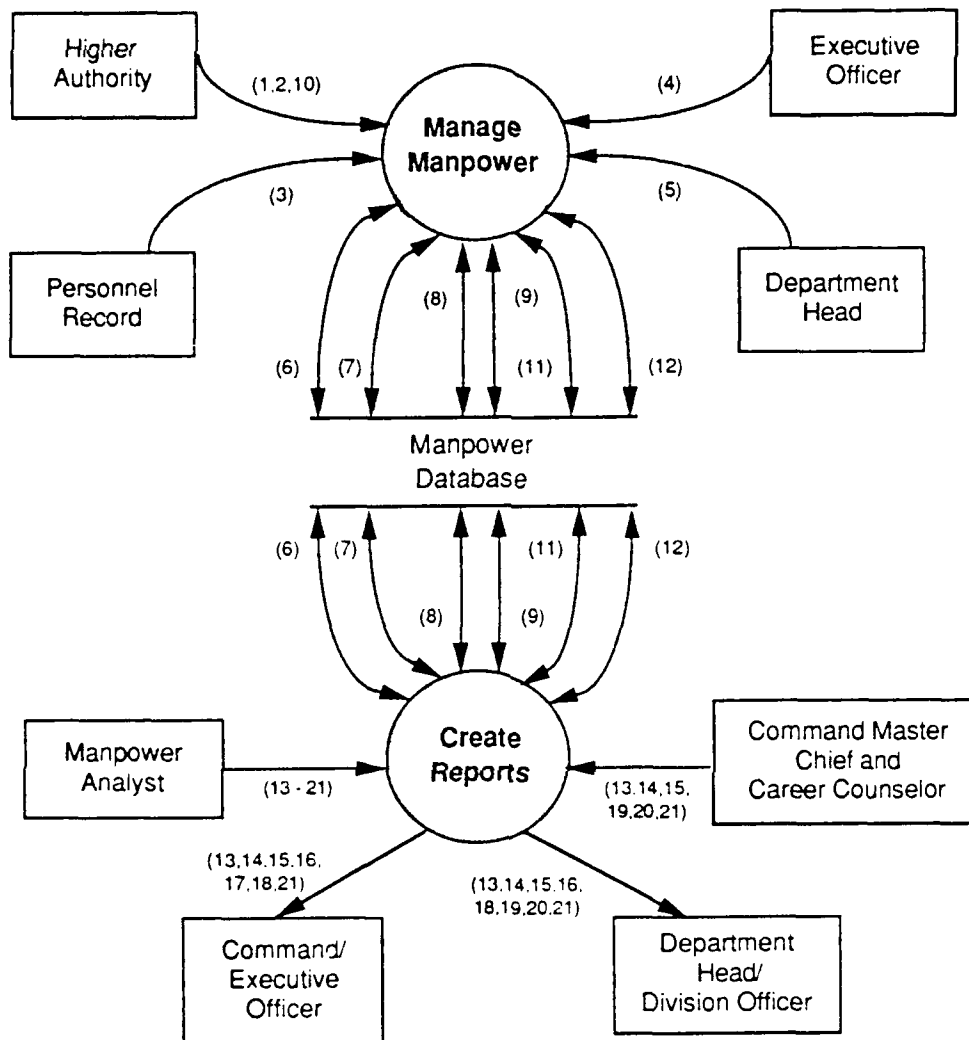 Higher
Authority
(1.2,10)
(4)
Executive
Officer
Manage
Manpower
(3)
(5)
Personnel
Record
Department
Head
(6)
(7)
(8)
(9)
(11)
(12)
Manpower
Database
(6)
(7)
(8)
(9)
(11)
(12)
Manpower
Analyst
(13 - 21)
Create
Reports
(13.14,15,
19,20,21)
Command Master
Chief and
Career Counselor
(13,14.15.16,
17,18,21)
(13.14,15.16,
18,19,20,21)
Command/
Executive
Officer
Department
Head/
Division Officer